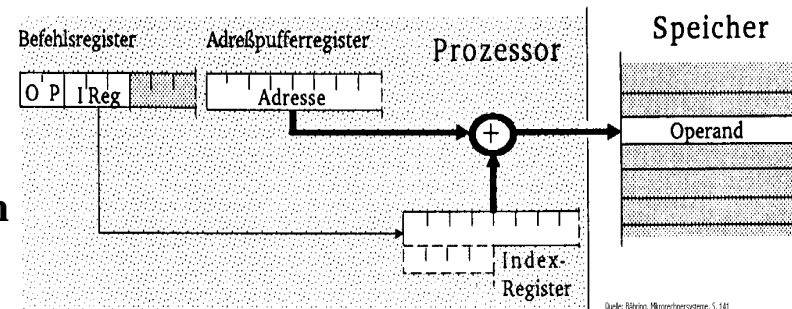 Befehlsregister
Adreßpufferregister
Prozessor
Speicher
O P
I'Reg
Adresse
+
Operand
n
Index-
Register
Quelle: Bähring, Mikrorechnersysteme, S. 141